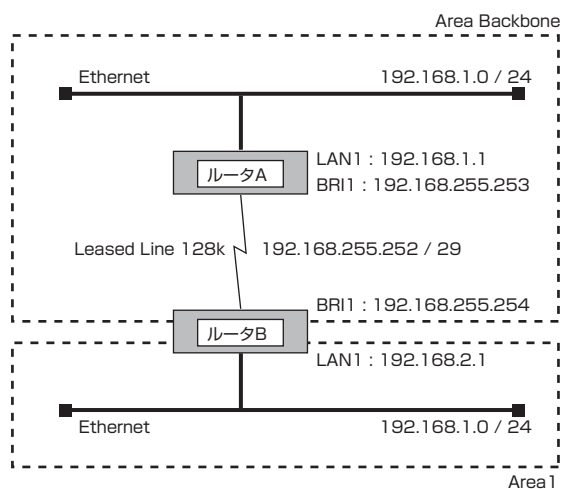 Area Backbone
Ethernet 192.168.1.0 / 24
ルータA
LAN1 : 192.168.1.1
BRI1 : 192.168.255.253
Leased Line 128k 192.168.255.252 / 29
BRI1 : 192.168.255.254
ルータB
LAN1 : 192.168.2.1
Ethernet 192.168.1.0 / 24
Area1